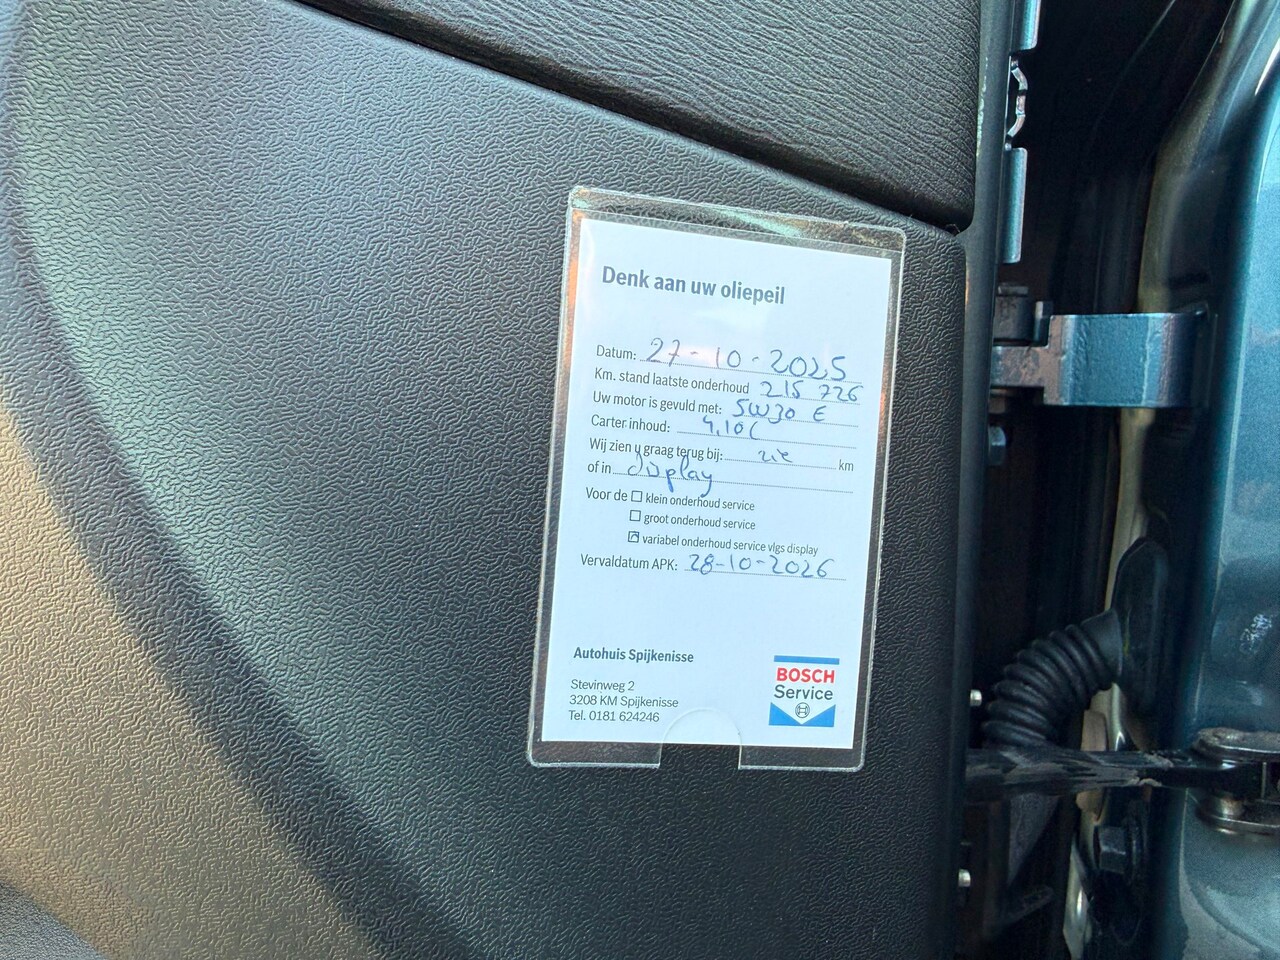 Denk aan uw oliepeil
Datum: 27-10-2025
Km. stand laatste onderhoud 215 726
Uw motor is gevuld met: 5W30 E
Carter inhoud: 4,10L
Wij zien u graag terug bij: zie km
of in display
Voor de klein onderhoud service
groot onderhoud service
variabel onderhoud service vlgs display
Vervaldatum APK: 28-10-2026
Autohuis Spijkenisse
Stevinweg 2
3208 KM Spijkenisse
Tel. 0181 624246
BOSCH
Service